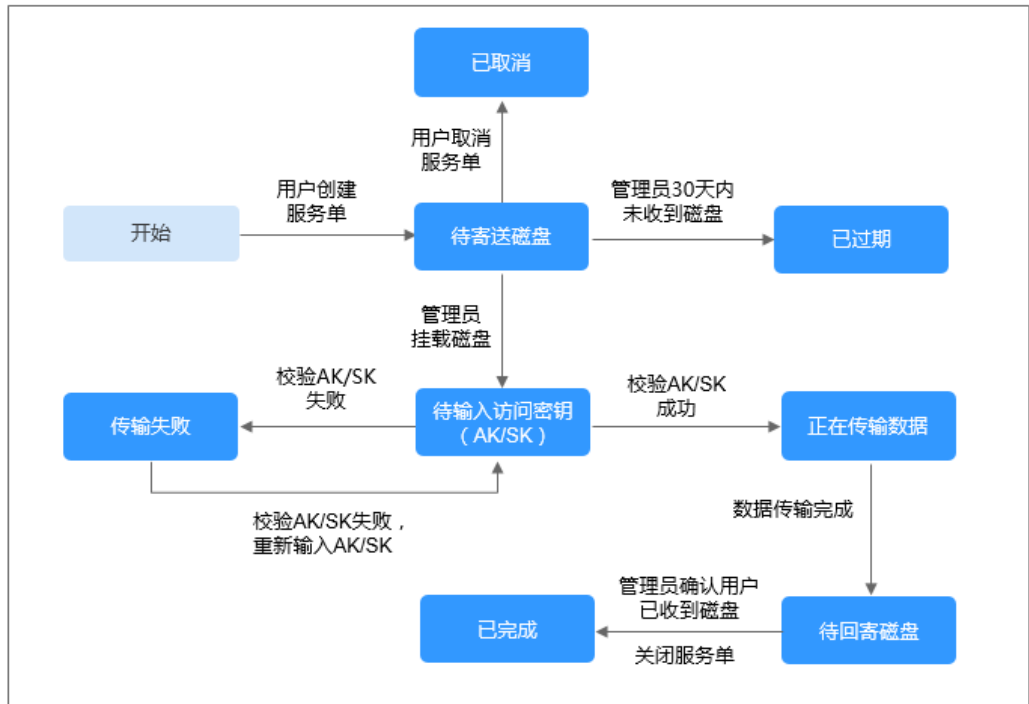 已取消
用户取消
服务单
用户创建
服务单
管理员30天内
未收到磁盘
开始
待寄送磁盘
已过期
管理员
挂载磁盘
校验AK/SK
失败
校验AK/SK
成功
传输失败
待输入访问密钥
（AK/SK）
正在传输数据
校验AK/SK失败，
重新输入AK/SK
数据传输完成
管理员确认用户
已收到磁盘
已完成
待回寄磁盘
关闭服务单